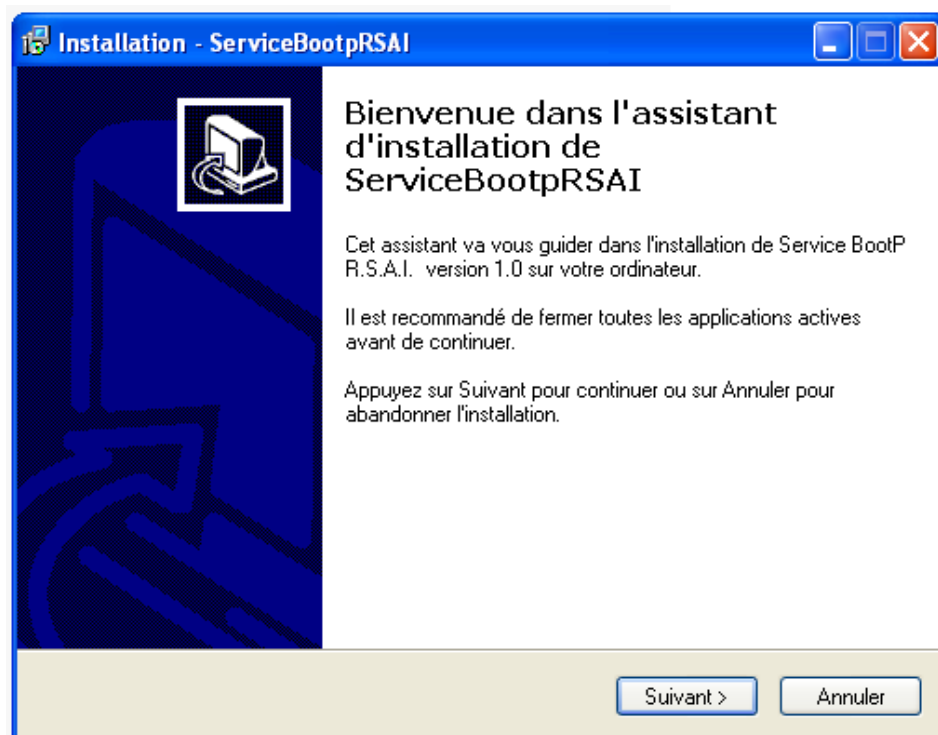 Installation - ServiceBootpRSAI
Bienvenue dans l'assistant
d'installation de
ServiceBootpRSAI
Cet assistant va vous guider dans l'installation de Service BootP
R.S.A.I.  version 1.0 sur votre ordinateur.
Il est recommandé de fermer toutes les applications actives
avant de continuer.
Appuyez sur Suivant pour continuer ou sur Annuler pour
abandonner l'installation.
Suivant >
Annuler